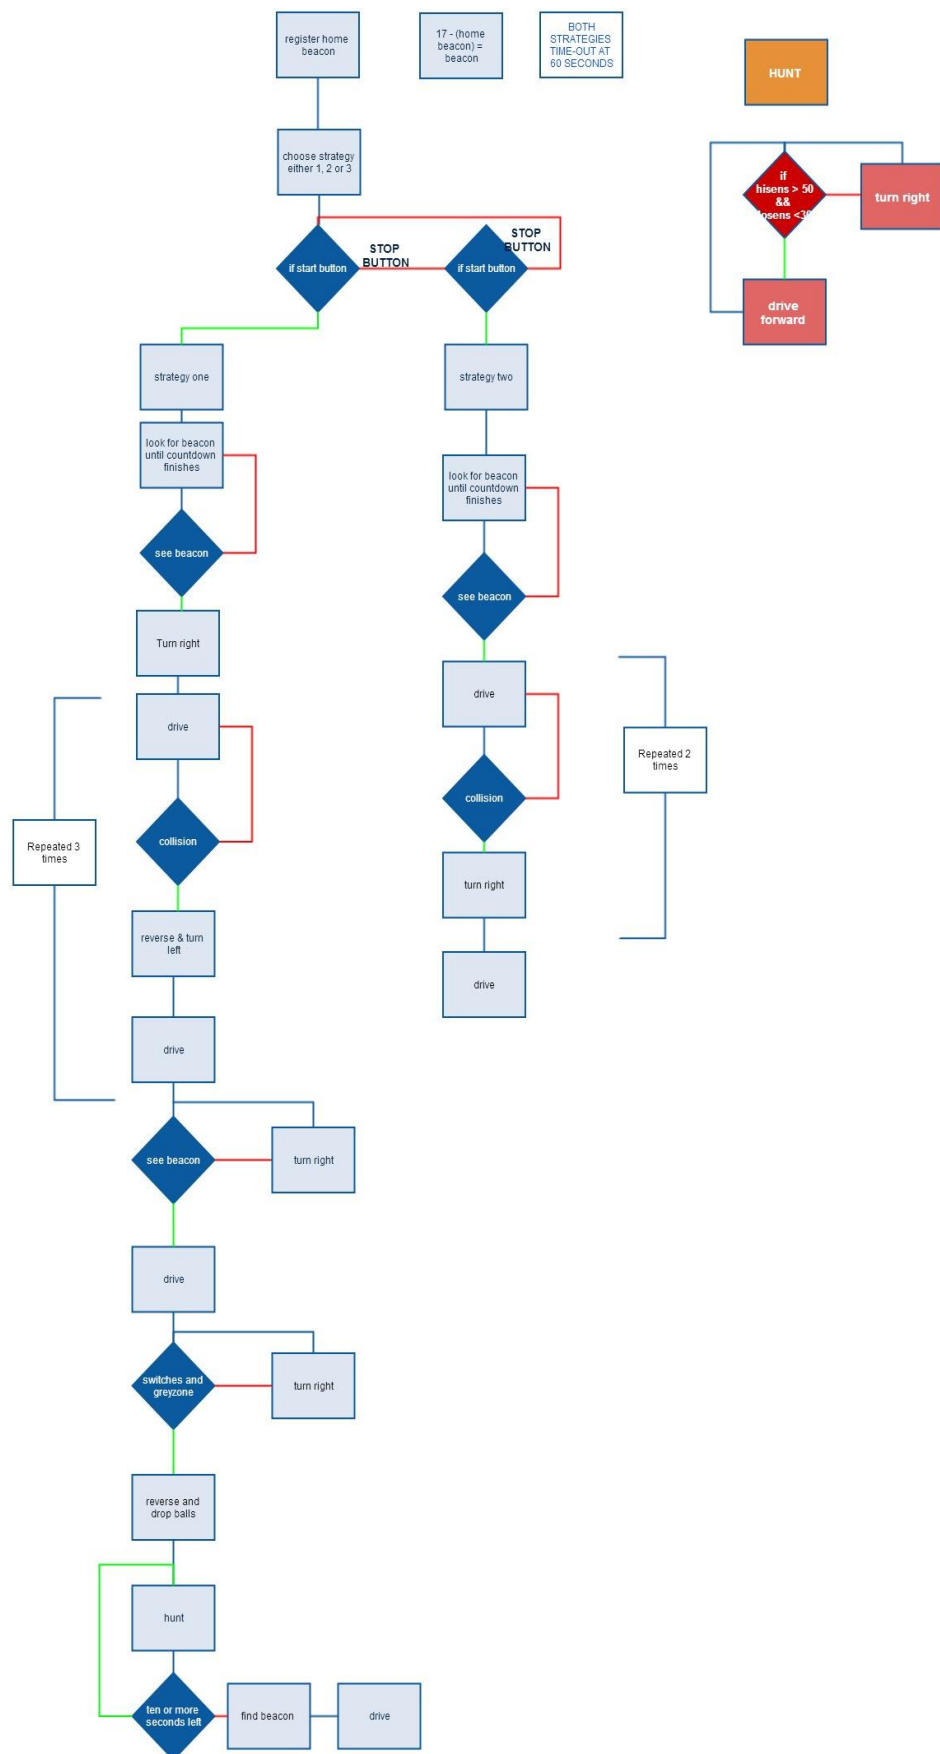 register home
beacon
17 - (home
beacon) =
beacon
BOTH
STRATEGIES
TIME-OUT AT
60 SECONDS
HUNT
choose strategy
either 1, 2 or 3
if
hisens > 50
&&
turn right
drive
forward
if start button
STOP
BUTTON
if start button
STOP
BUTTON
strategy one
look for beacon
until countdown
finishes
see beacon
Turn right
drive
collision
Repeated 3
times
reverse & turn
left
drive
see beacon
turn right
drive
switches and
greyzone
turn right
reverse and
drop balls
hunt
ten or more
seconds left
find beacon
drive
strategy two
look for beacon
until countdown
finishes
see beacon
drive
collision
Repeated 2
times
turn right
drive